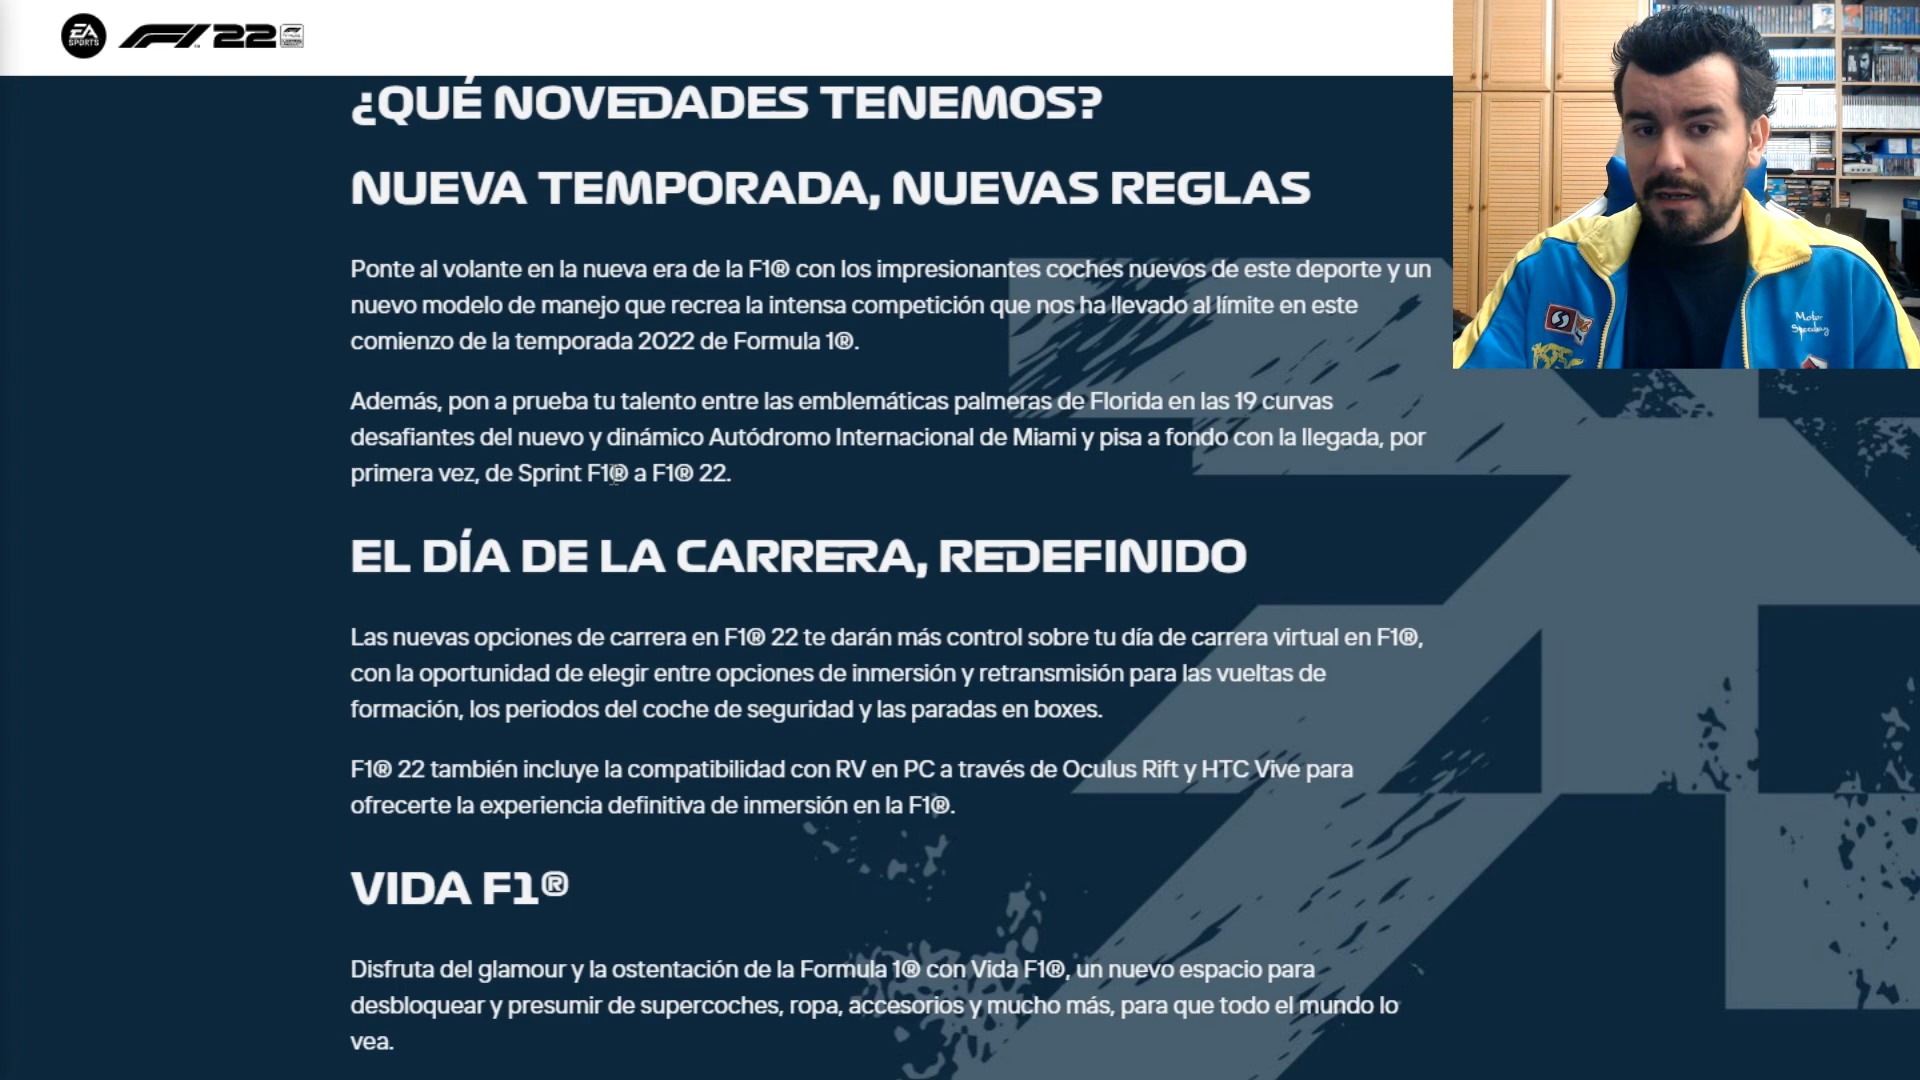 EA
SPORTS
F1 22
¿QUÉ NOVEDADES TENEMOS?
NUEVA TEMPORADA, NUEVAS REGLAS
Ponte al volante en la nueva era de la F1® con los impresionantes coches nuevos de este deporte y un
nuevo modelo de manejo que recrea la intensa competición que nos ha llevado al límite en este
comienzo de la temporada 2022 de Formula 1®.
Además, pon a prueba tu talento entre las emblemáticas palmeras de Florida en las 19 curvas
desafiantes del nuevo y dinámico Autódromo Internacional de Miami y pisa a fondo con la llegada, por
primera vez, de Sprint F1® a F1® 22.
EL DÍA DE LA CARRERA, REDEFINIDO
Las nuevas opciones de carrera en F1® 22 te darán más control sobre tu día de carrera virtual en F1®,
con la oportunidad de elegir entre opciones de inmersión y retransmisión para las vueltas de
formación, los periodos del coche de seguridad y las paradas en boxes.
F1® 22 también incluye la compatibilidad con RV en PC a través de Oculus Rift y HTC Vive para
ofrecerte la experiencia definitiva de inmersión en la F1®.
VIDA F1®
Disfruta del glamour y la ostentación de la Formula 1® con Vida F1®, un nuevo espacio para
desbloquear y presumir de supercoches, ropa, accesorios y mucho más, para que todo el mundo lo
vea.
Motor
Speedway